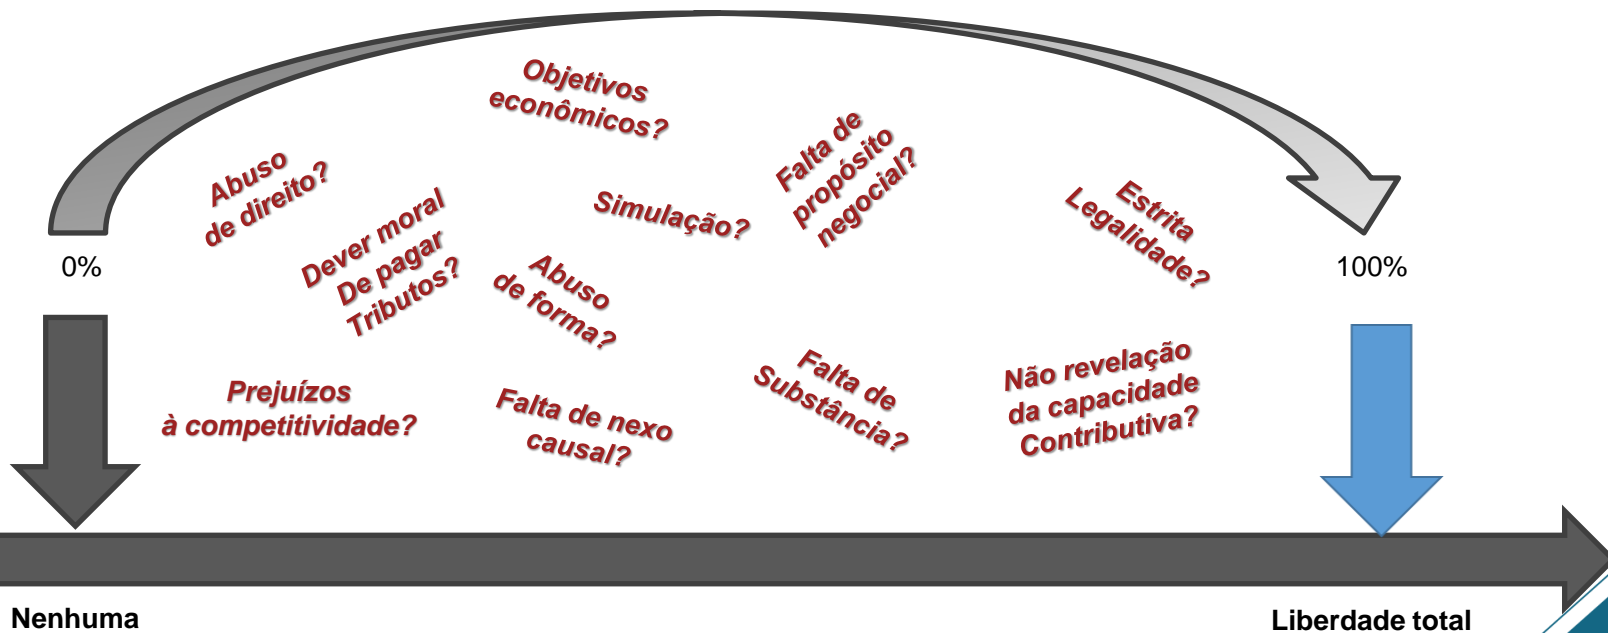 Objetivos
econômicos?
Falta de
propósito
negocial?
Abuso
de direito?
Simulação?
Estrita
Legalidade?
Dever moral
De pagar
Tributos?
0%
100%
Abuso
de forma?
Prejuízos
à competitividade?
Falta de nexo
causal?
Falta de
Substância?
Não revelação
da capacidade
Contributiva?
Nenhuma
Liberdade total